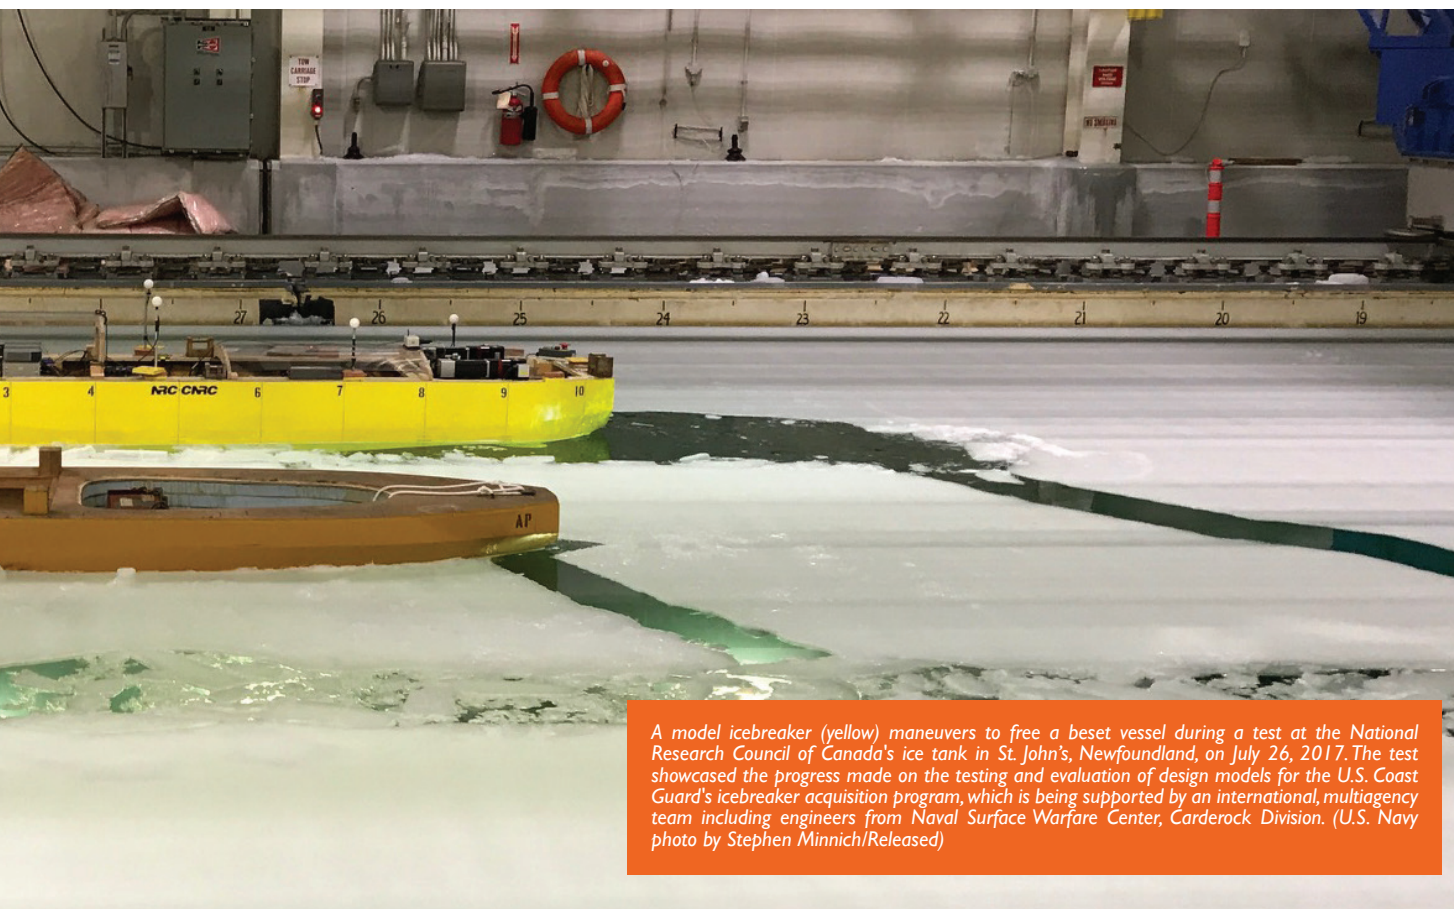 TOW
CARRIAGE
STOP
NO SMOKING
27 26 25 24 23 22 21 20 19
3 4 NRC CNRC 6 7 8 9 10
AP
A model icebreaker (yellow) maneuvers to free a beset vessel during a test at the National
Research Council of Canada's ice tank in St. John’s, Newfoundland, on July 26, 2017. The test
showcased the progress made on the testing and evaluation of design models for the U.S. Coast
Guard's icebreaker acquisition program, which is being supported by an international, multiagency
team including engineers from Naval Surface Warfare Center, Carderock Division. (U.S. Navy
photo by Stephen Minnich/Released)